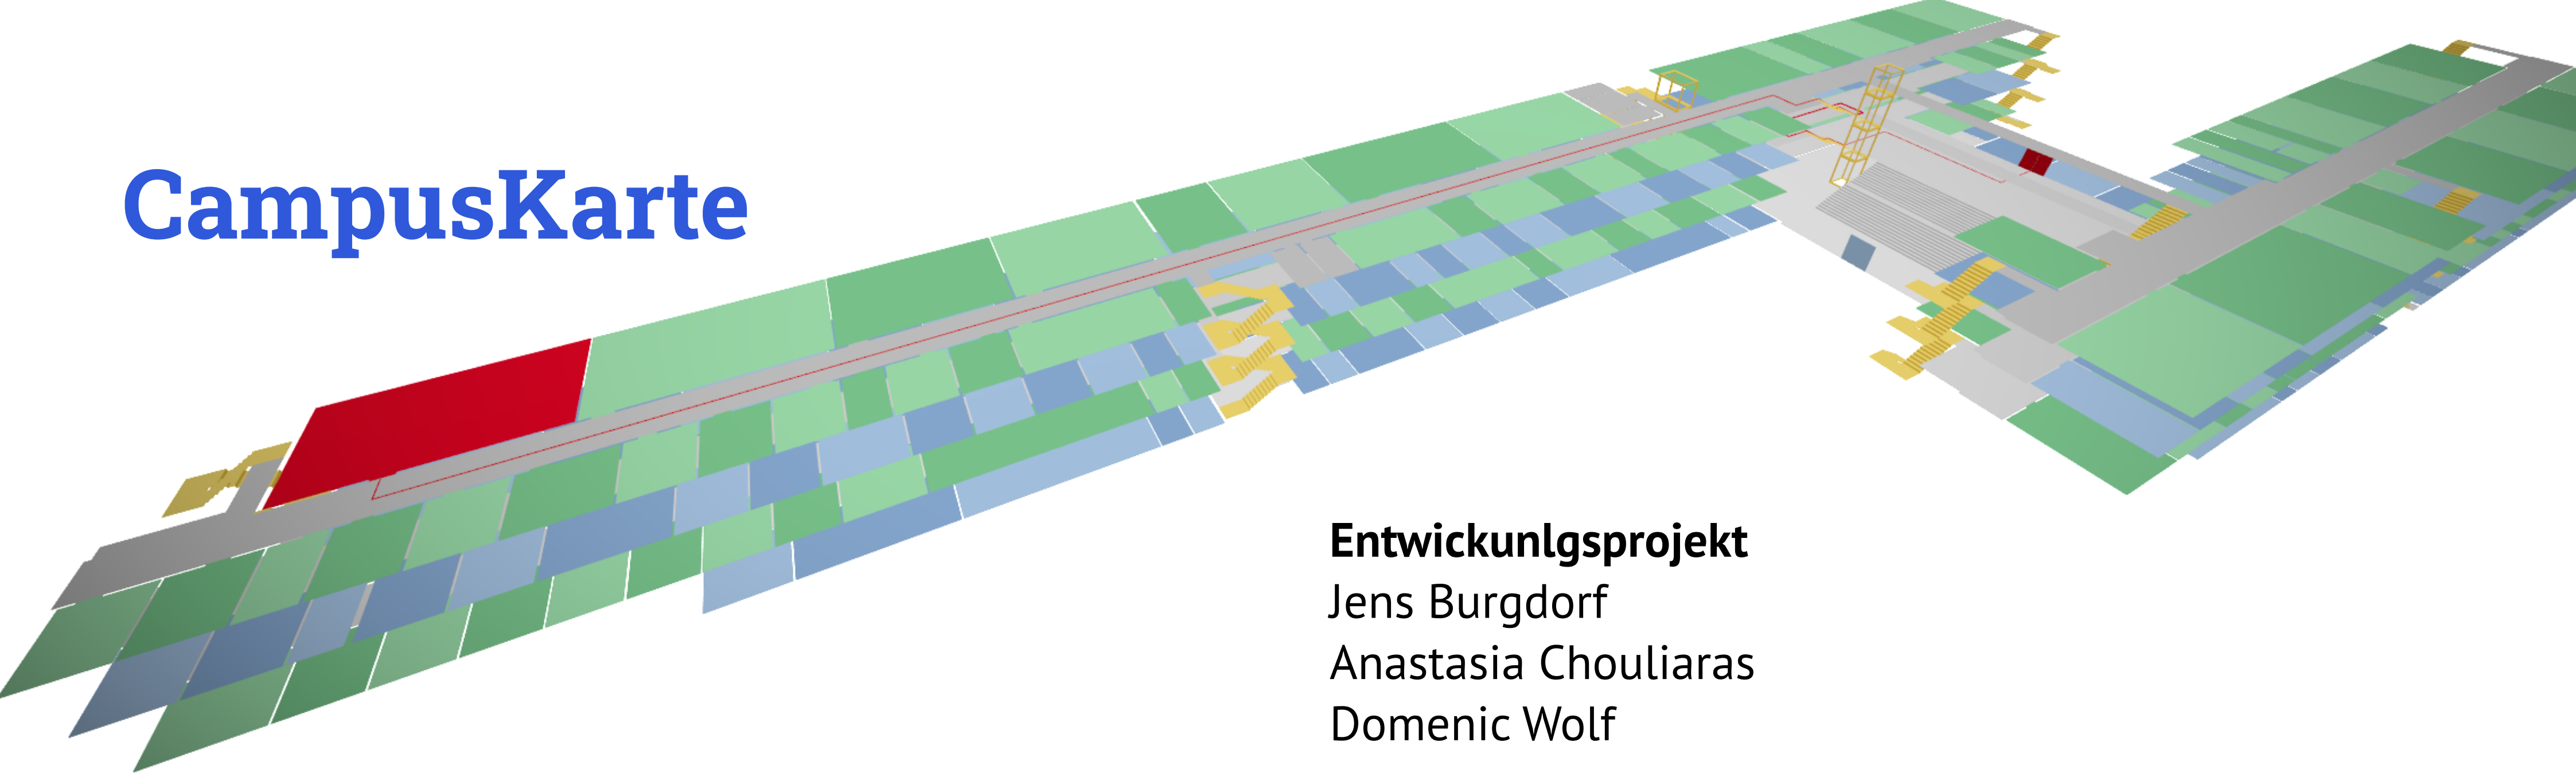 CampusKarte
Entwickunlgsprojekt
Jens Burgdorf
Anastasia Chouliaras
Domenic Wolf